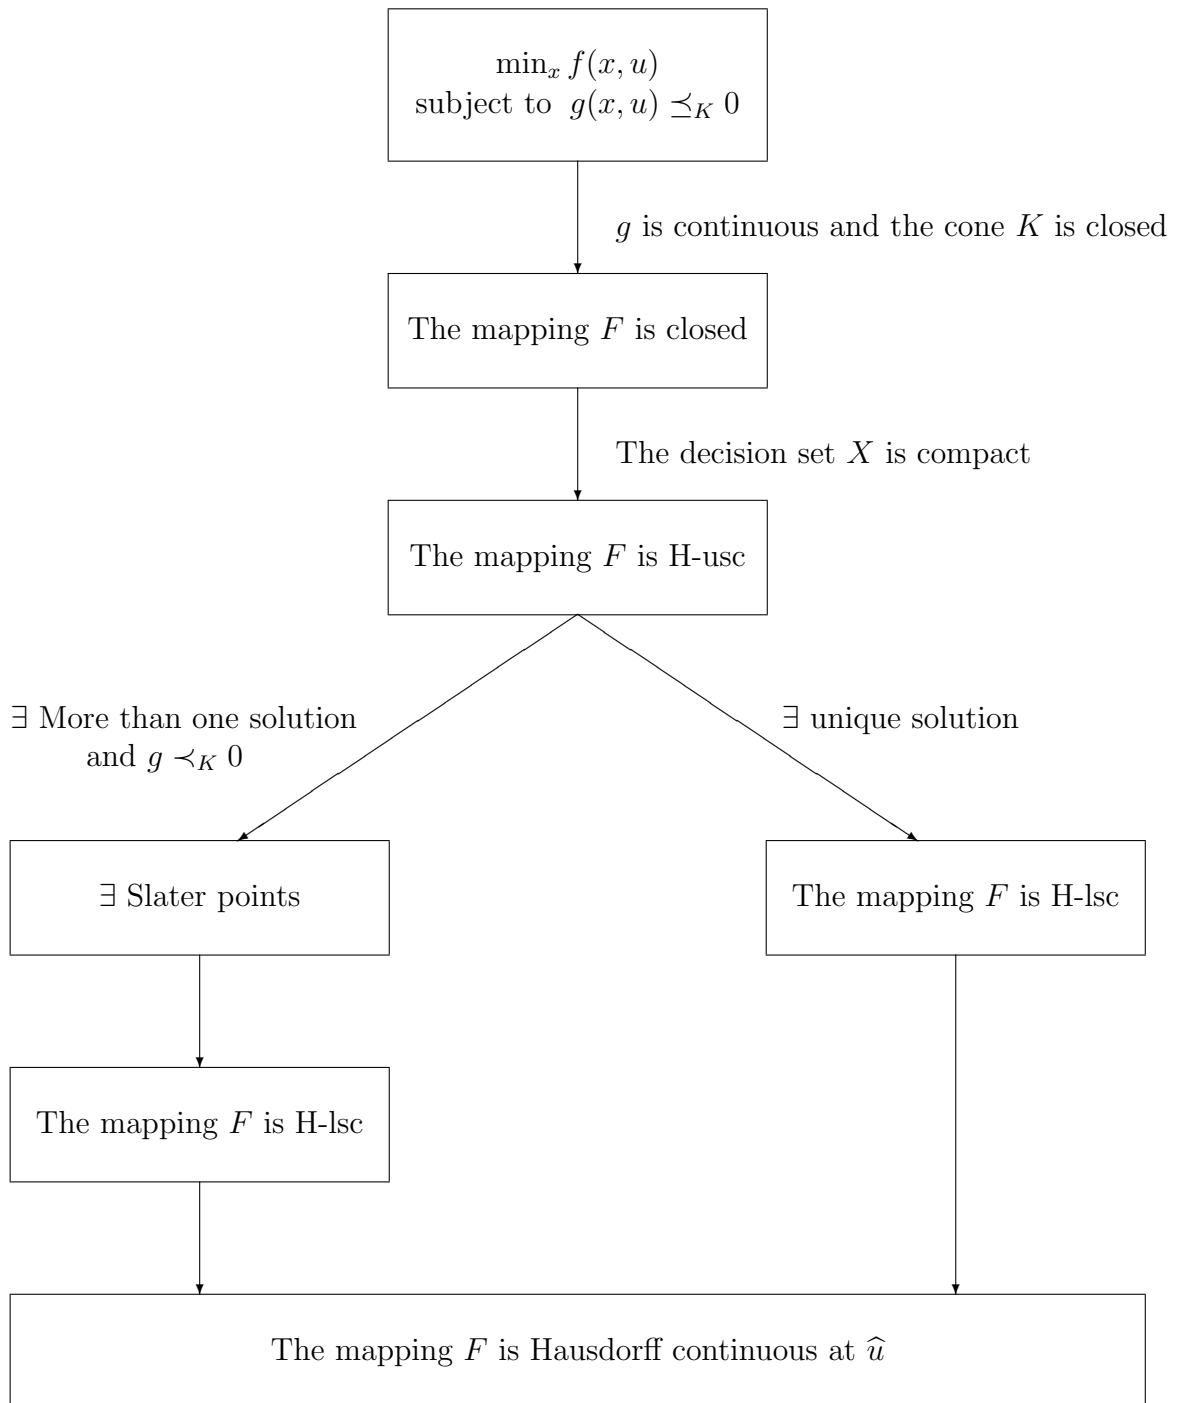 min_x f(x, u)
subject to g(x, u) ⪯_K 0
g is continuous and the cone K is closed
The mapping F is closed
The decision set X is compact
The mapping F is H-usc
∃ More than one solution
and g ≺_K 0
∃ unique solution
∃ Slater points
The mapping F is H-lsc
The mapping F is H-lsc
The mapping F is Hausdorff continuous at û